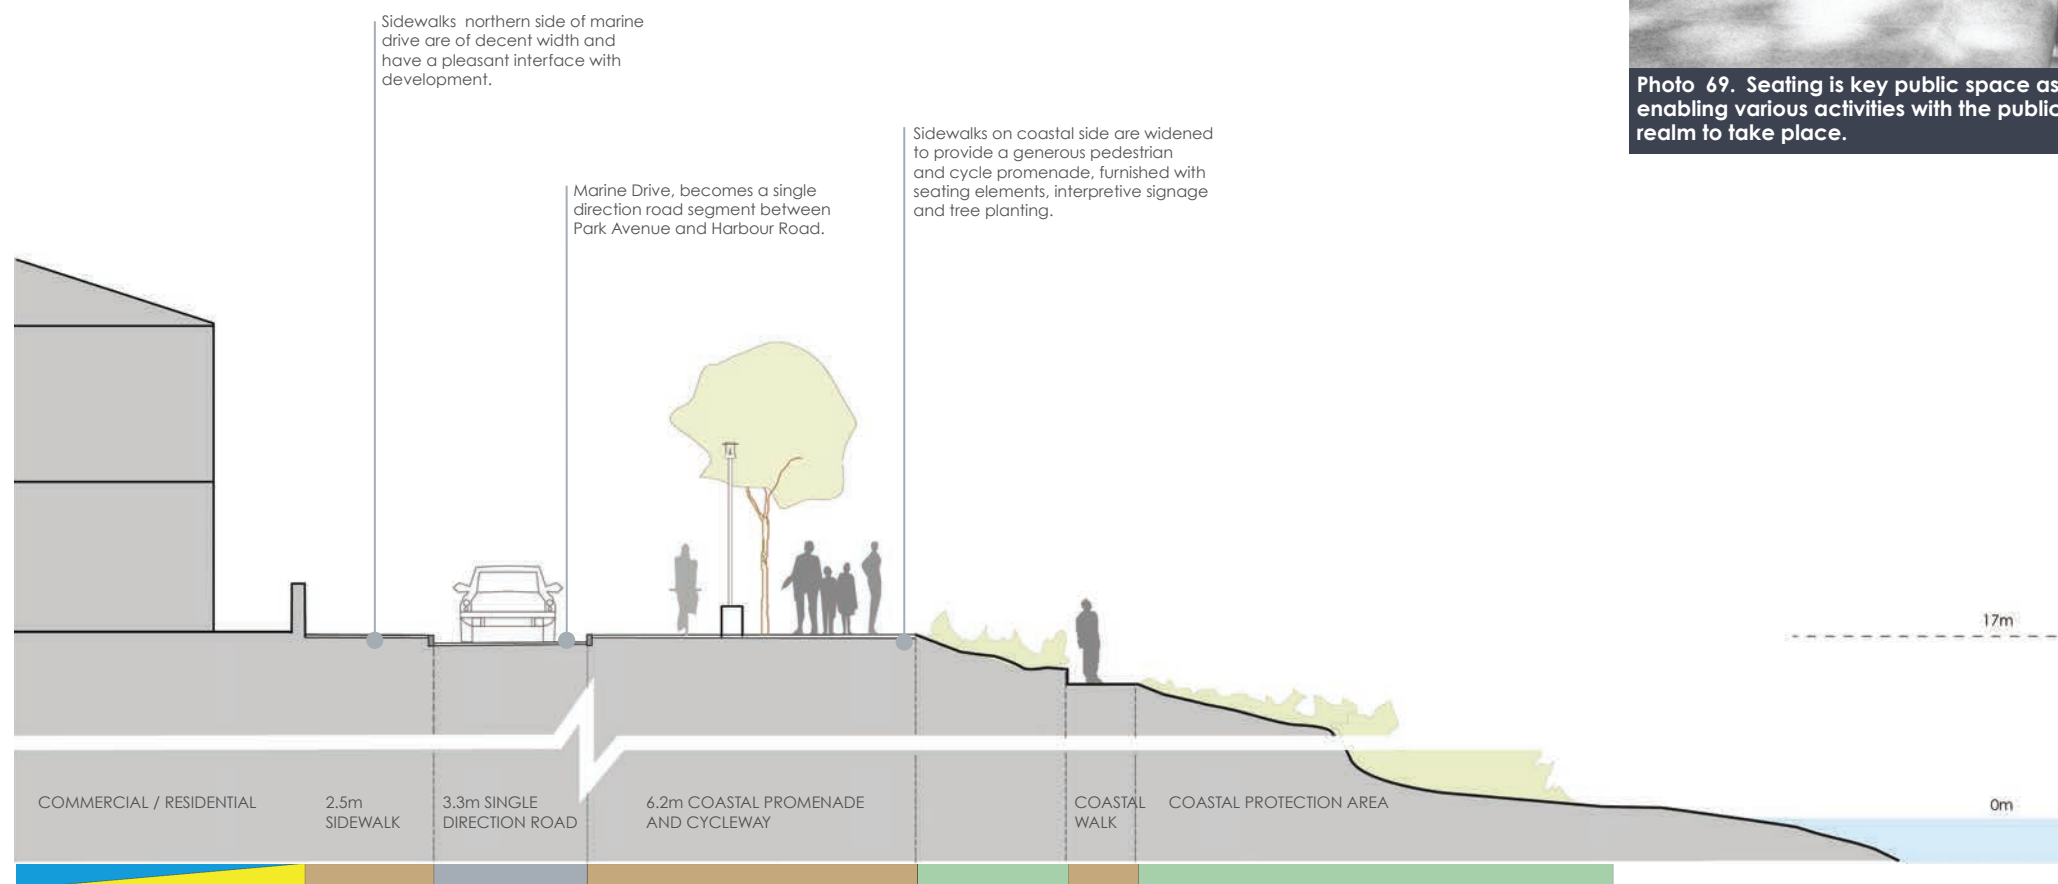 Sidewalks northern side of marine
drive are of decent width and
have a pleasant interface with
development.
Marine Drive, becomes a single
direction road segment between
Park Avenue and Harbour Road.
Sidewalks on coastal side are widened
to provide a generous pedestrian
and cycle promenade, furnished with
seating elements, interpretive signage
and tree planting.
Photo 69. Seating is key public space as
enabling various activities with the public
realm to take place.
17m
0m
COMMERCIAL / RESIDENTIAL
2.5m
SIDEWALK
3.3m SINGLE
DIRECTION ROAD
6.2m COASTAL PROMENADE
AND CYCLEWAY
COASTAL
WALK
COASTAL PROTECTION AREA